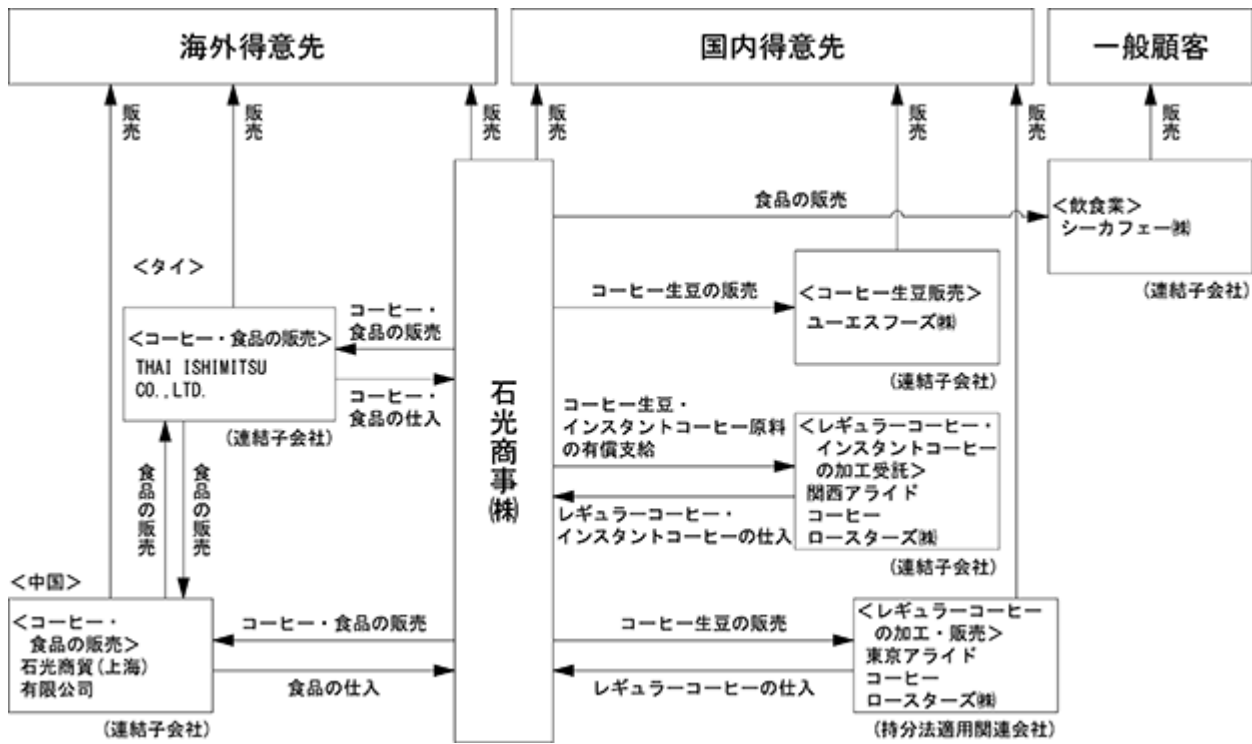 海外得意先
国内得意先
一般顧客
販売
販売
販売
販売
販売
販売
販売
食品の販売
＜飲食業＞
シーカフェー㈱
(連結子会社)
＜タイ＞
＜コーヒー・食品の販売＞
THAI ISHIMITSU
CO.,LTD.
(連結子会社)
コーヒー・
食品の販売
コーヒー・
食品の仕入
石光商事㈱
コーヒー生豆の販売
＜コーヒー生豆販売＞
ユーエスフーズ㈱
(連結子会社)
コーヒー生豆・
インスタントコーヒー原料
の有償支給
レギュラーコーヒー・
インスタントコーヒーの仕入
＜レギュラーコーヒー・
インスタントコーヒー
の加工受託＞
関西アライド
コーヒー
ロースターズ㈱
(連結子会社)
食品の販売
食品の販売
＜中国＞
＜コーヒー・
食品の販売＞
石光商貿(上海)
有限公司
(連結子会社)
コーヒー・食品の販売
食品の仕入
コーヒー生豆の販売
レギュラーコーヒーの仕入
＜レギュラーコーヒー
の加工・販売＞
東京アライド
コーヒー
ロースターズ㈱
(持分法適用関連会社)